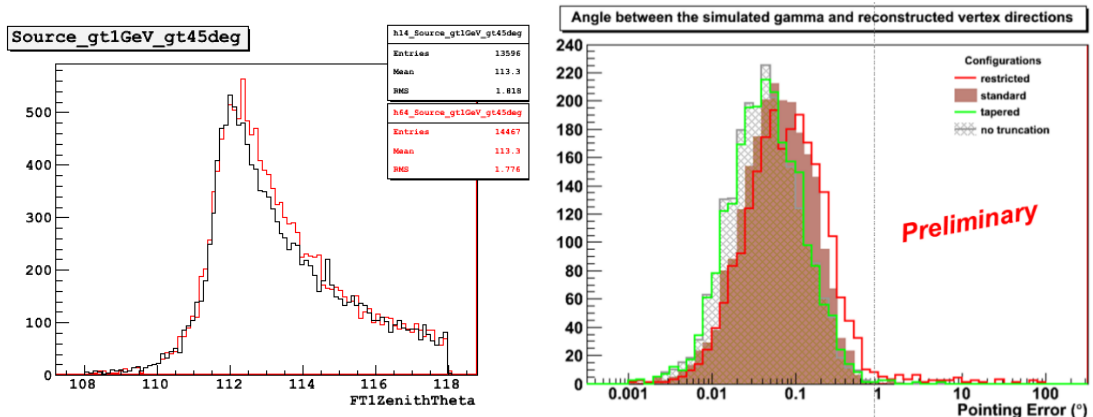 Source_gt1GeV_gt45deg
h14_Source_gt1GeV_gt45deg
Entries 13596
Mean 113.3
RMS 1.818
h64_Source_gt1GeV_gt45deg
Entries 14467
Mean 113.3
RMS 1.776
500
400
300
200
100
0
108 110 112 114 116 118
FT1ZenithTheta
Angle between the simulated gamma and reconstructed vertex directions
240
220
200
180
160
140
120
100
80
60
40
20
0
Configurations
restricted
standard
tapered
no truncation
Preliminary
0.001 0.01 0.1 1 10 100
Pointing Error (°)